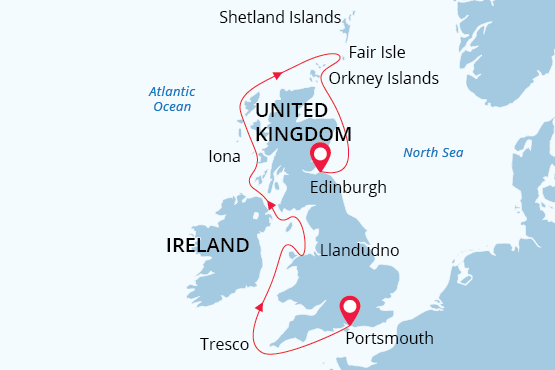 Shetland Islands
Fair Isle
Orkney Islands
Atlantic
Ocean
UNITED
KINGDOM
North Sea
Iona
Edinburgh
IRELAND
Llandudno
Portsmouth
Tresco